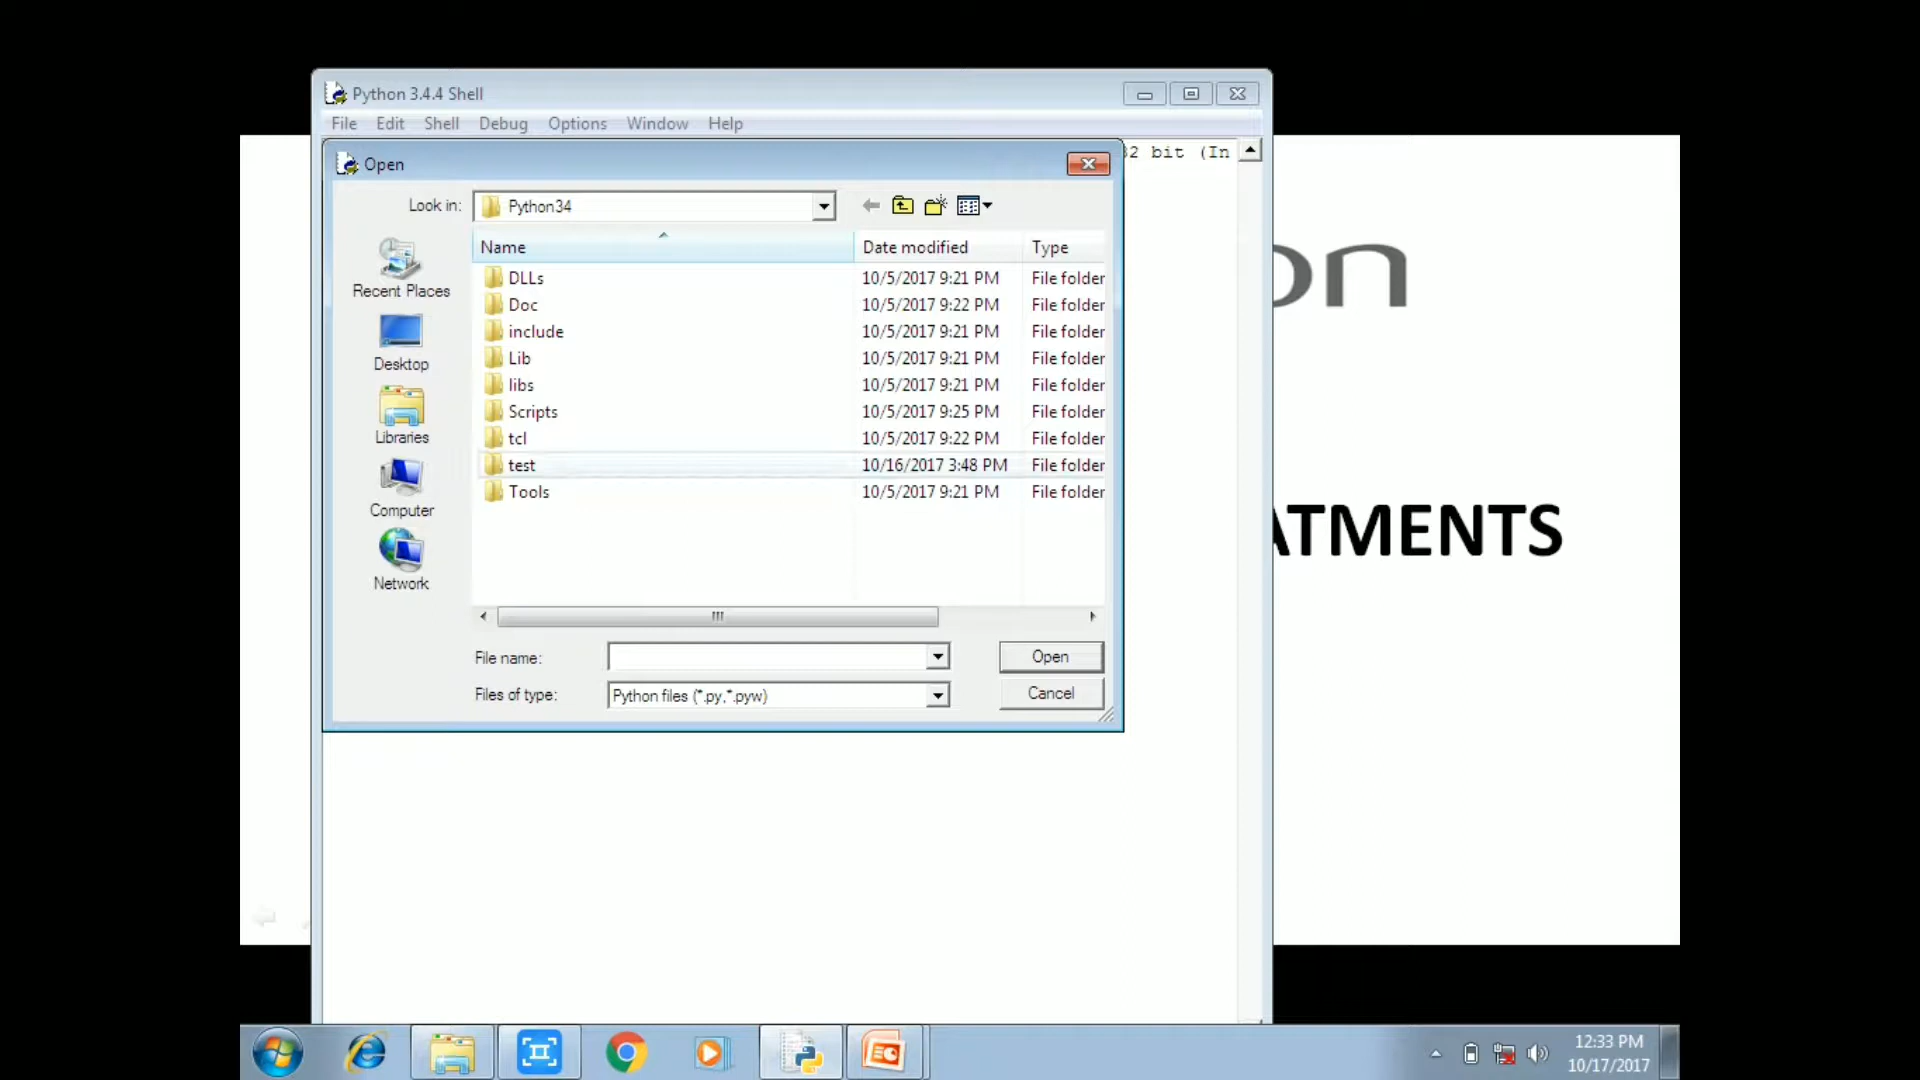 Python 3.4.4 Shell
File Edit Shell Debug Options Window Help
bit (In
Open
Look in: Python34
Name Date modified Type
DLLs 10/5/2017 9:21 PM File folder
Doc 10/5/2017 9:22 PM File folder
include 10/5/2017 9:21 PM File folder
Lib 10/5/2017 9:21 PM File folder
libs 10/5/2017 9:21 PM File folder
Scripts 10/5/2017 9:25 PM File folder
tcl 10/5/2017 9:22 PM File folder
test 10/16/2017 3:48 PM File folder
Tools 10/5/2017 9:21 PM File folder
Recent Places
Desktop
Libraries
Computer
Network
File name: Open
Files of type: Python files (*.py,*.pyw) Cancel
on
ATMENTS
12:33 PM
10/17/2017